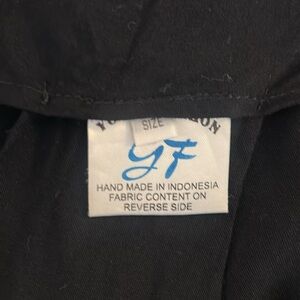 SIZE
YF
HAND MADE IN INDONESIA
FABRIC CONTENT ON
REVERSE SIDE